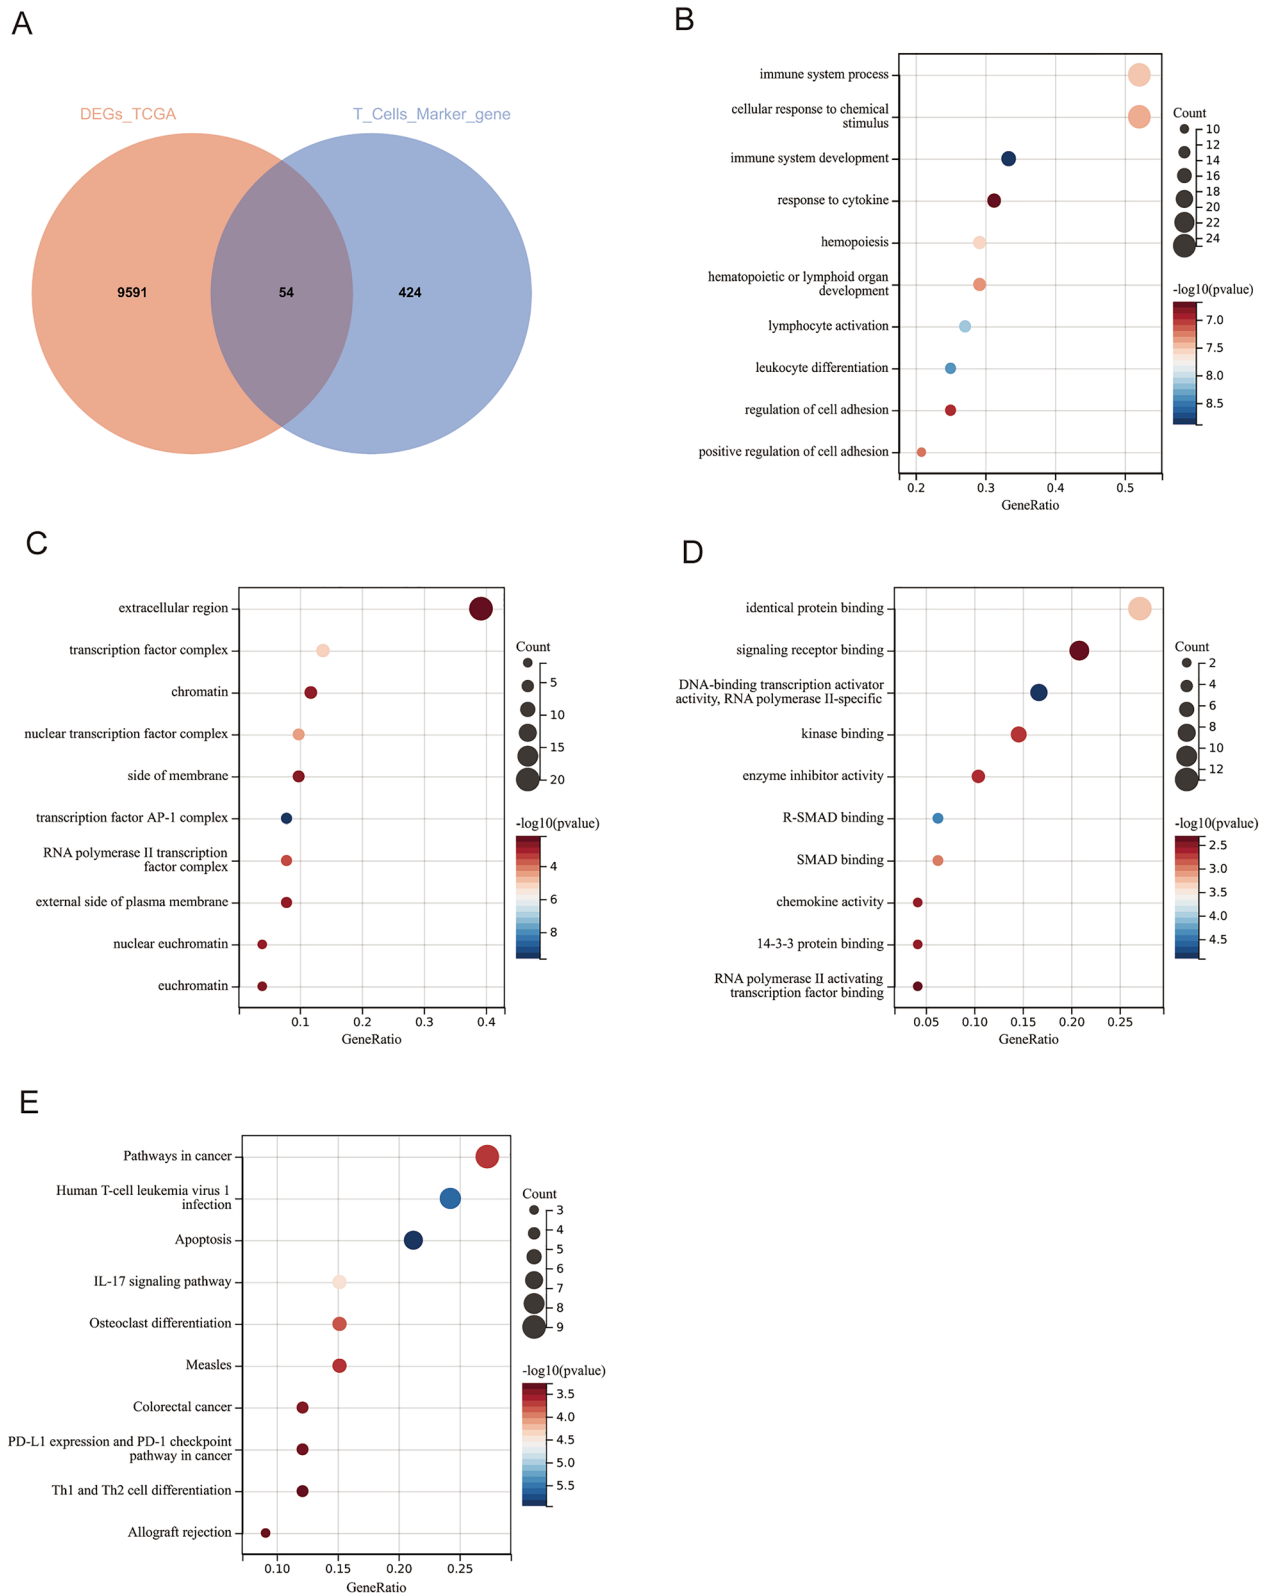 A
DEGs_TCGA
T_Cells_Marker_gene
9591
54
424
B
immune system process
cellular response to chemical
stimulus
immune system development
response to cytokine
hemopoiesis
hematopoietic or lymphoid organ
development
lymphocyte activation
leukocyte differentiation
regulation of cell adhesion
positive regulation of cell adhesion
0.2
0.3
0.4
0.5
GeneRatio
Count
10
12
14
16
18
20
22
24
-log10(pvalue)
7.0
7.5
8.0
8.5
C
extracellular region
transcription factor complex
chromatin
nuclear transcription factor complex
side of membrane
transcription factor AP-1 complex
RNA polymerase II transcription
factor complex
external side of plasma membrane
nuclear euchromatin
euchromatin
0.1
0.2
0.3
0.4
GeneRatio
Count
5
10
15
20
-log10(pvalue)
4
6
8
D
identical protein binding
signaling receptor binding
DNA-binding transcription activator
activity, RNA polymerase II-specific
kinase binding
enzyme inhibitor activity
R-SMAD binding
SMAD binding
chemokine activity
14-3-3 protein binding
RNA polymerase II activating
transcription factor binding
0.05
0.10
0.15
0.20
0.25
GeneRatio
Count
2
4
6
8
10
12
-log10(pvalue)
2.5
3.0
3.5
4.0
4.5
E
Pathways in cancer
Human T-cell leukemia virus 1
infection
Apoptosis
IL-17 signaling pathway
Osteoclast differentiation
Measles
Colorectal cancer
PD-L1 expression and PD-1 checkpoint
pathway in cancer
Th1 and Th2 cell differentiation
Allograft rejection
0.10
0.15
0.20
0.25
GeneRatio
Count
3
4
5
6
7
8
9
-log10(pvalue)
3.5
4.0
4.5
5.0
5.5